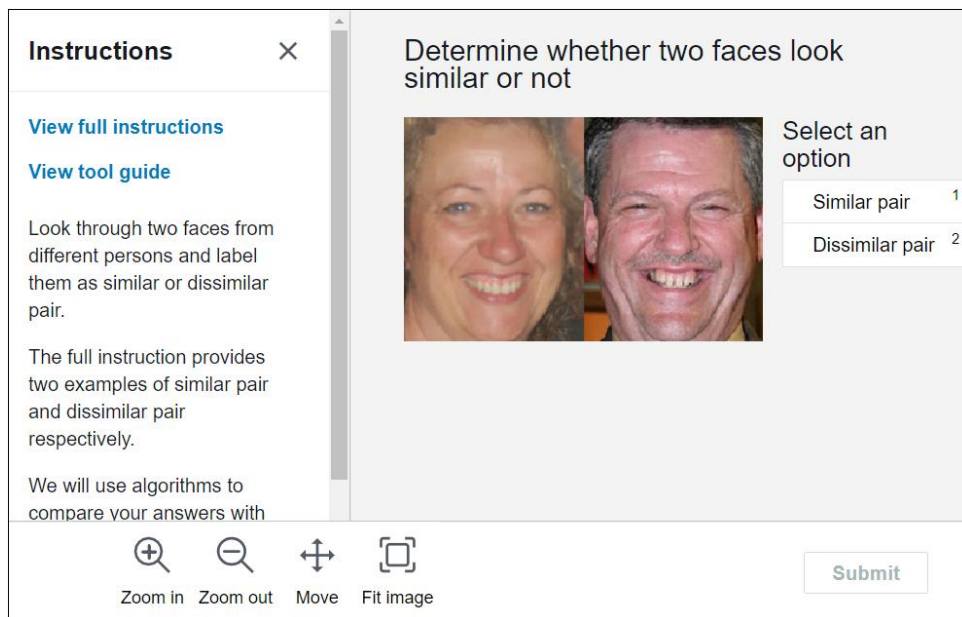 Instructions
View full instructions
View tool guide
Look through two faces from
different persons and label
them as similar or dissimilar
pair.
The full instruction provides
two examples of similar pair
and dissimilar pair
respectively.
We will use algorithms to
compare your answers with
Determine whether two faces look
similar or not
Select an
option
Similar pair 1
Dissimilar pair 2
Zoom in Zoom out Move Fit image
Submit